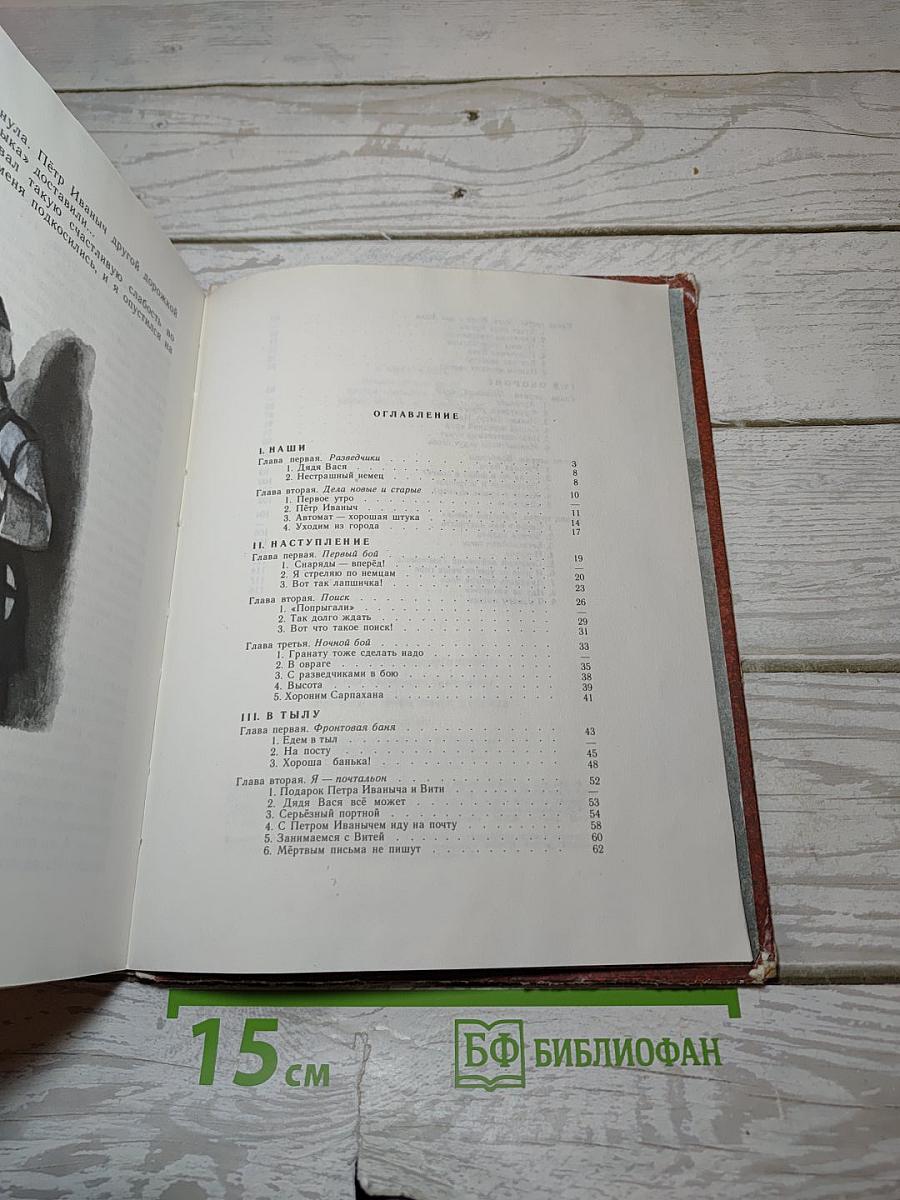 нула. Пётр Иваныч другой дорожкой
ыка» доставили...
вал такую счастливую слабость во
меня подкосились, и я опустился на
ОГЛАВЛЕНИЕ
I. НАШИ
Глава первая. Разведчики . . . 3
1. Дядя Вася . . . 8
2. Нестрашный немец . . . 8
Глава вторая. Дела новые и старые . . . 10
1. Первое утро . . . —
2. Пётр Иваныч . . . 11
3. Автомат — хорошая штука . . . 14
4. Уходим из города . . . 17
II. НАСТУПЛЕНИЕ
Глава первая. Первый бой . . . 19
1. Снаряды — вперёд! . . . —
2. Я стреляю по немцам . . . 20
3. Вот так лапшичка! . . . 23
Глава вторая. Поиск . . . 26
1. «Попрыгали» . . . —
2. Так долго ждать . . . 29
3. Вот что такое поиск! . . . 31
Глава третья. Ночной бой . . . 33
1. Гранату тоже сделать надо . . . —
2. В овраге . . . 35
3. С разведчиками в бою . . . 38
4. Высота . . . 39
5. Хороним Сарпахана . . . 41
III. В ТЫЛУ
Глава первая. Фронтовая баня . . . 43
1. Едем в тыл . . . —
2. На посту . . . 45
3. Хороша банька! . . . 48
Глава вторая. Я — почтальон . . . 52
1. Подарок Петра Иваныча и Вити . . . —
2. Дядя Вася всё может . . . 53
3. Серьёзный портной . . . 54
4. С Петром Иванычем иду на почту . . . 58
5. Занимаемся с Витей . . . 60
6. Мёртвым письма не пишут . . . 62
15 см
БФ БИБЛИОФАН